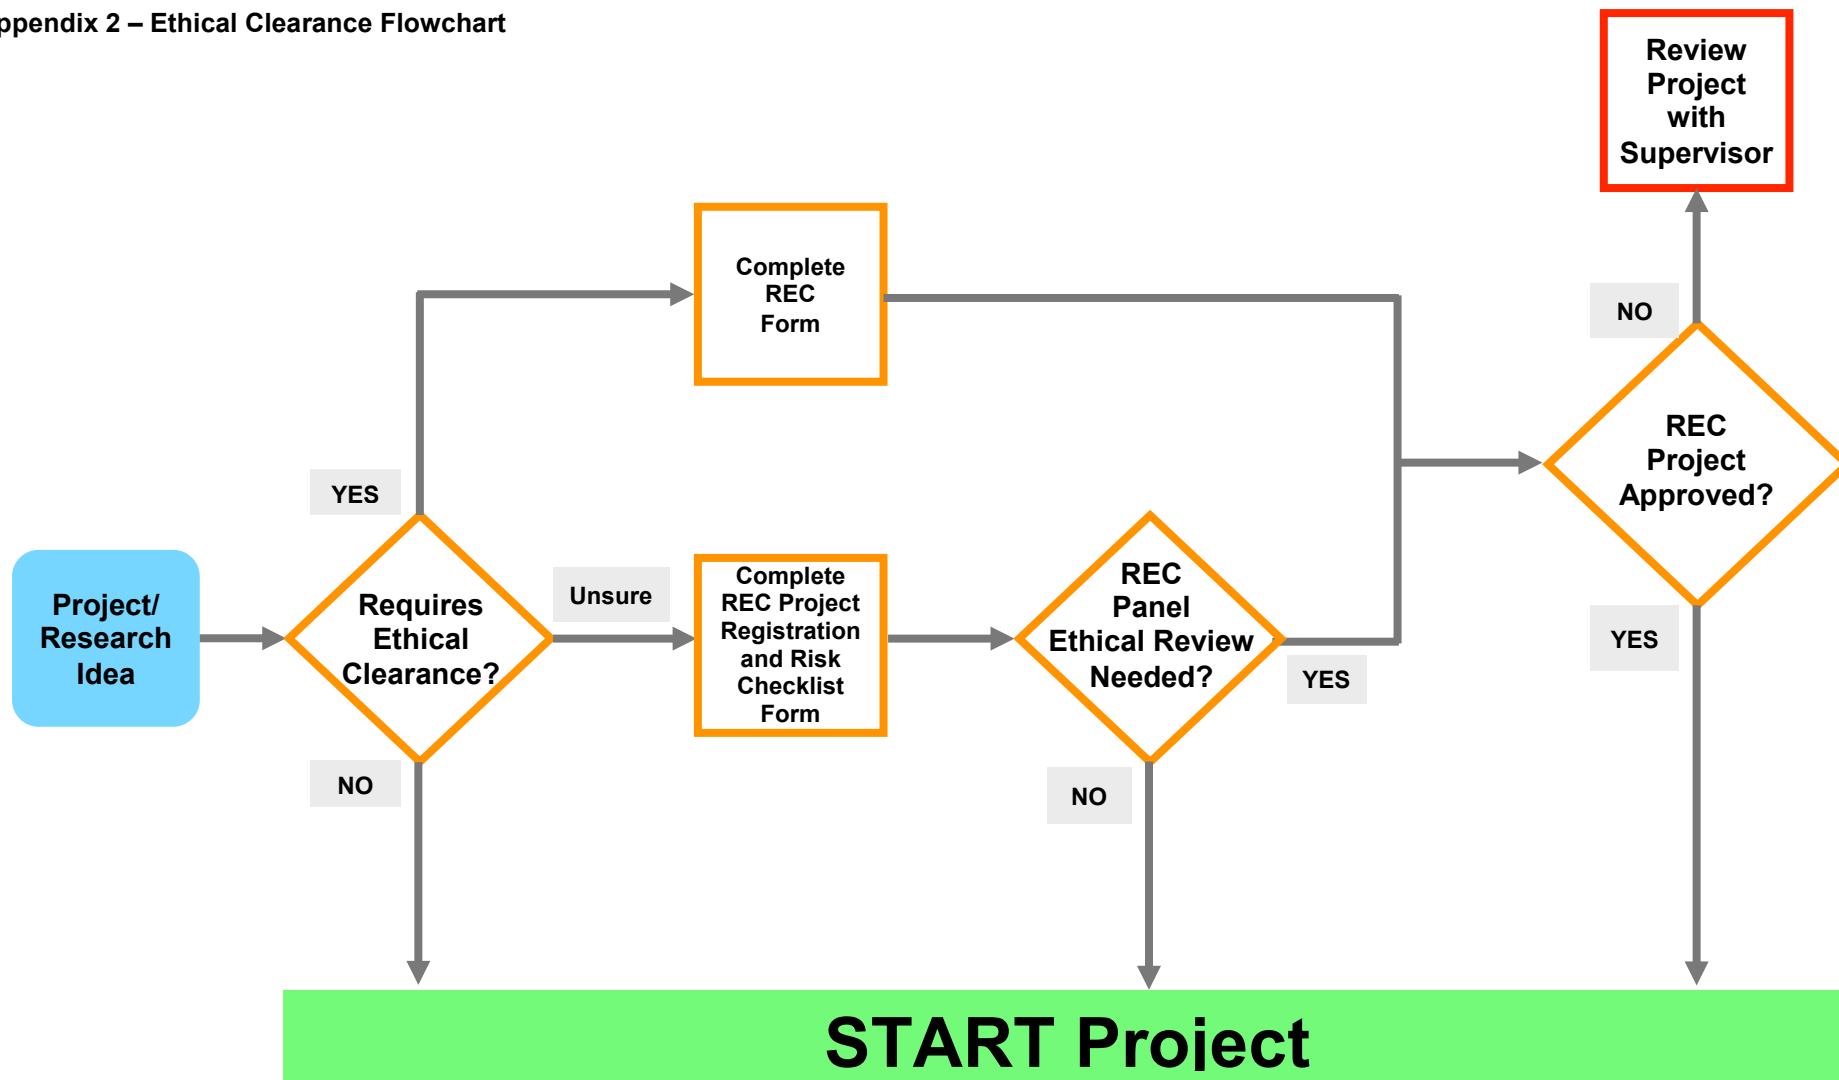 ppendix 2 – Ethical Clearance Flowchart
Review
Project
with
Supervisor
Complete
REC
Form
NO
REC
Project
Approved?
YES
Project/
Research
Idea
Requires
Ethical
Clearance?
Unsure
Complete
REC Project
Registration
and Risk
Checklist
Form
REC
Panel
Ethical Review
Needed?
YES
YES
NO
NO
START Project